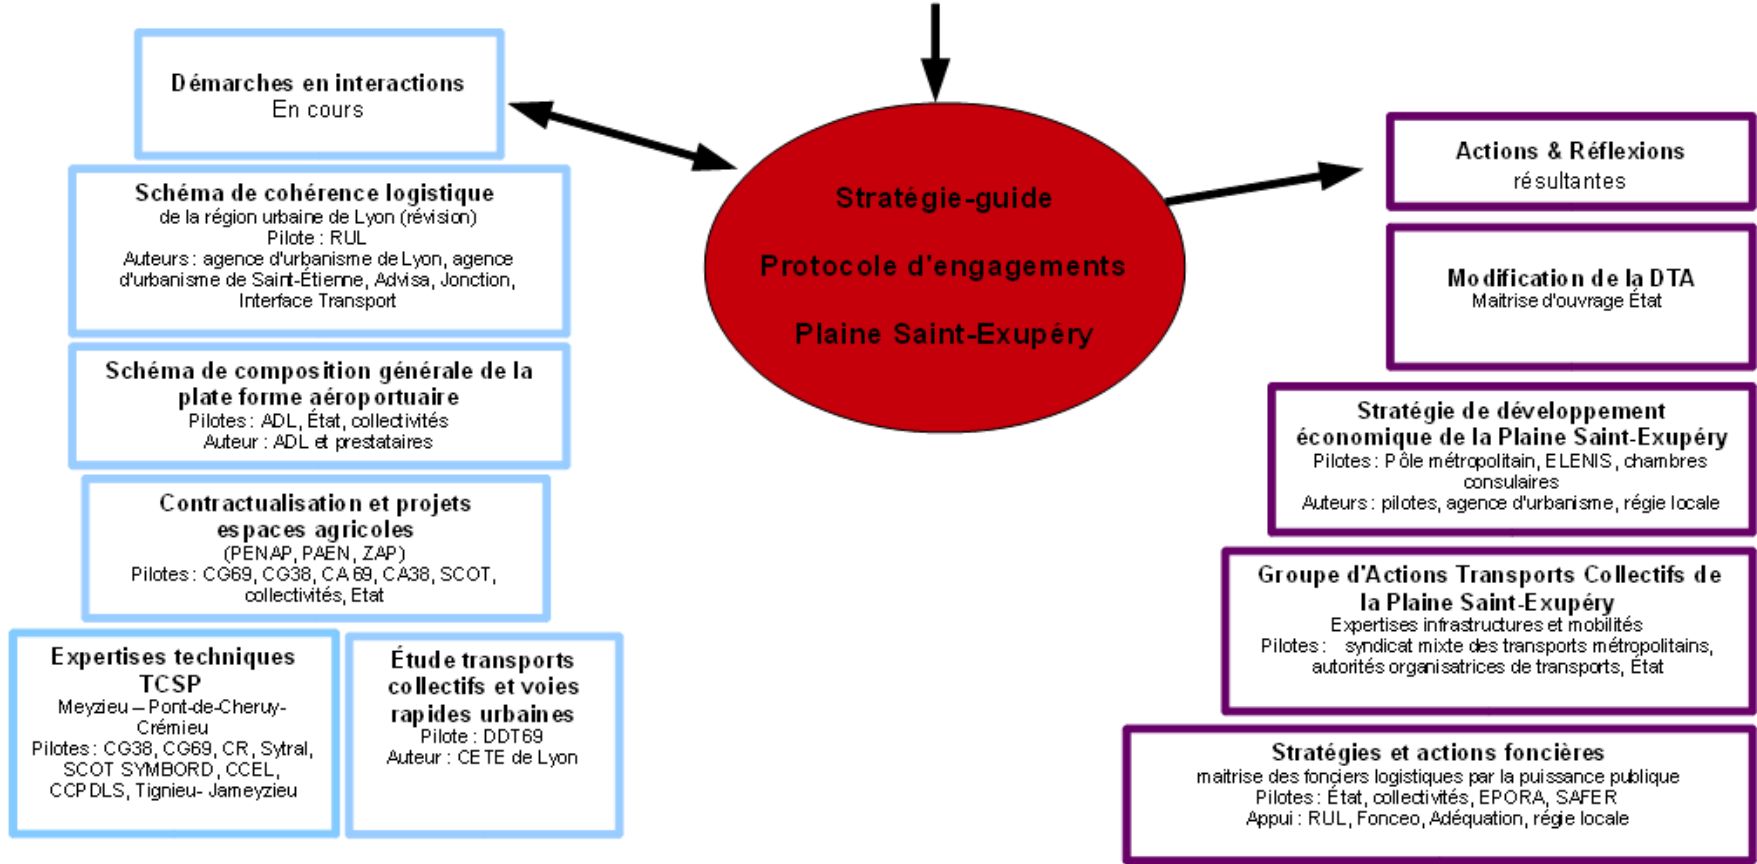 Démarches en interactions
En cours
Schéma de cohérence logistique
de la région urbaine de Lyon (révision)
Pilote : RUL
Auteurs : agence d'urbanisme de Lyon, agence
d'urbanisme de Saint-Étienne, Advisa, Jonction,
Interface Transport
Schéma de composition générale de la
plate forme aéroportuaire
Pilotes : ADL, État, collectivités
Auteur : ADL et prestataires
Contractualisation et projets
espaces agricoles
(PENAP, PAEN, ZAP)
Pilotes : CG69, CG38, CA 69, CA38, SCOT,
collectivités, Etat
Expertises techniques
TCSP
Meyzieu – Pont-de-Cheruy-
Crémieu
Pilotes : CG38, CG69, CR, Sytral,
SCOT SYMBORD, CCEL,
CCPDLS, Tignieu- Jameyzieu
Étude transports
collectifs et voies
rapides urbaines
Pilote : DDT69
Auteur : CETE de Lyon
Stratégie-guide
Protocole d'engagements
Plaine Saint-Exupéry
Actions & Réflexions
résultantes
Modification de la DTA
Maitrise d'ouvrage État
Stratégie de développement
économique de la Plaine Saint-Exupéry
Pilotes : Pôle métropolitain, ELENIS, chambres
consulaires
Auteurs : pilotes, agence d'urbanisme, régie locale
Groupe d'Actions Transports Collectifs de
la Plaine Saint-Exupéry
Expertises infrastructures et mobilités
Pilotes : syndicat mixte des transports métropolitains,
autorités organisatrices de transports, État
Stratégies et actions foncières
maitrise des fonciers logistiques par la puissance publique
Pilotes : État, collectivités, EPORA, SAFER
Appui : RUL, Fonceo, Adéquation, régie locale